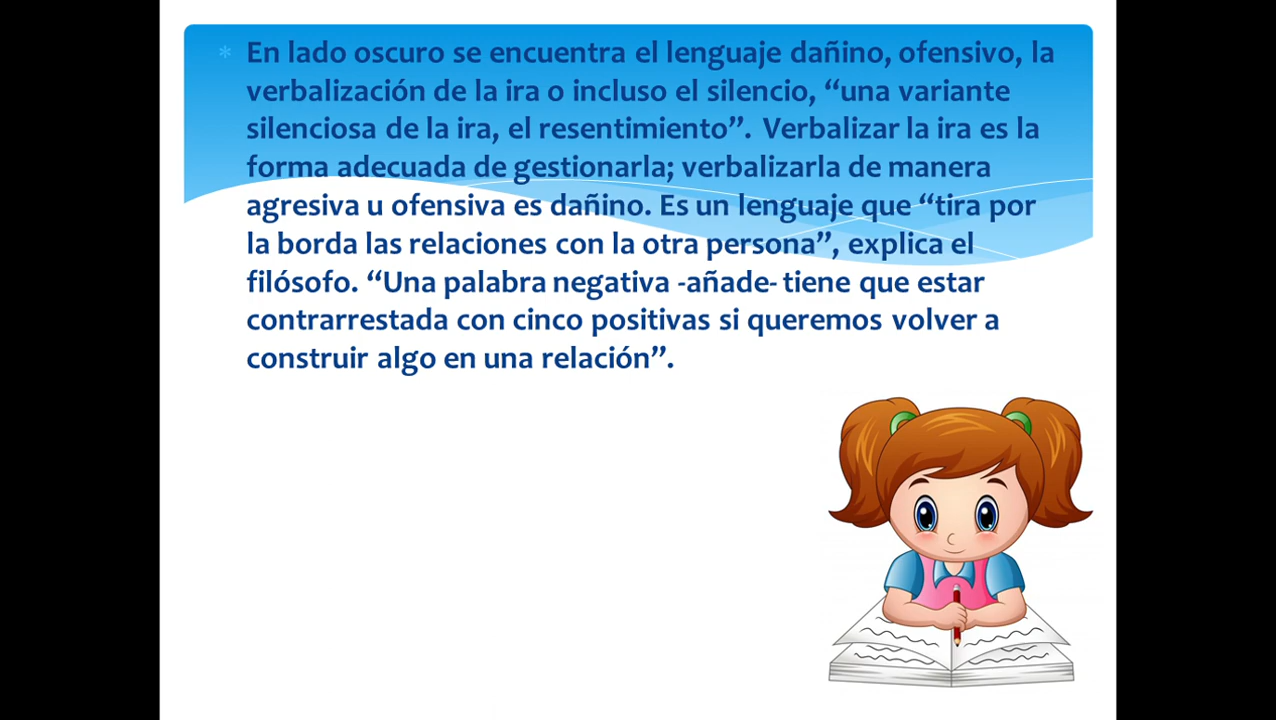 * En lado oscuro se encuentra el lenguaje dañino, ofensivo, la
verbalización de la ira o incluso el silencio, “una variante
silenciosa de la ira, el resentimiento”. Verbalizar la ira es la
forma adecuada de gestionarla; verbalizarla de manera
agresiva u ofensiva es dañino. Es un lenguaje que “tira por
la borda las relaciones con la otra persona”, explica el
filósofo. “Una palabra negativa -añade- tiene que estar
contrarrestada con cinco positivas si queremos volver a
construir algo en una relación”.